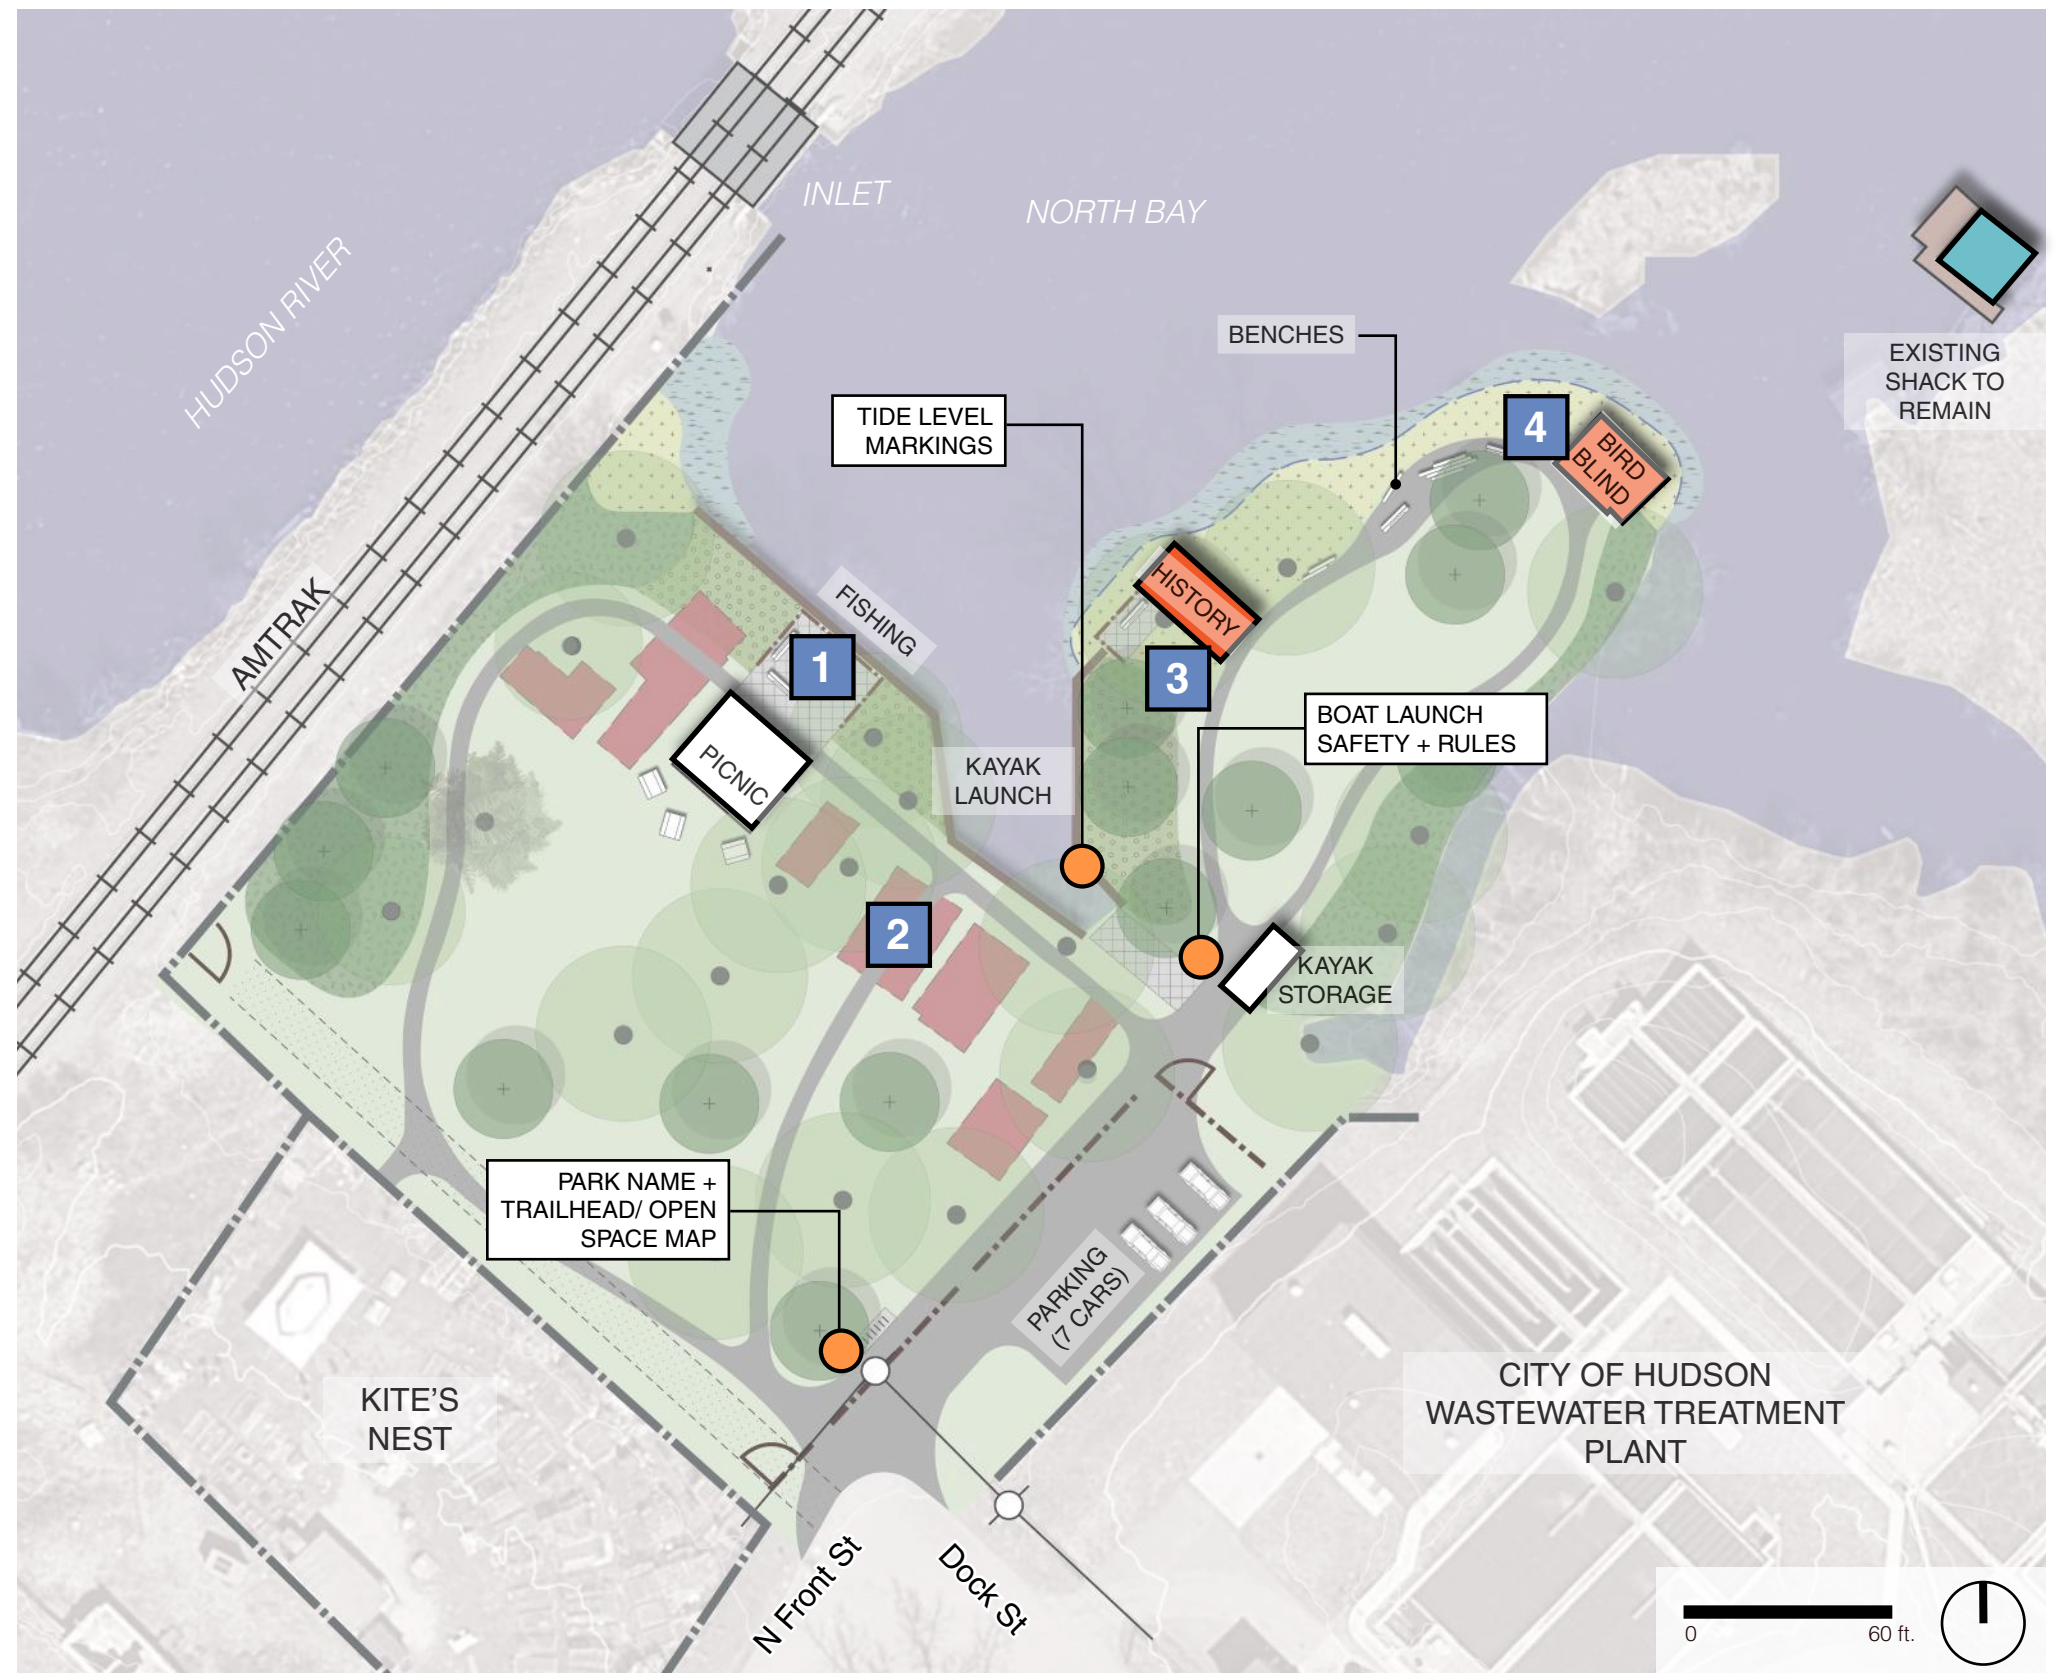 INLET
NORTH BAY
HUDSON RIVER
BENCHES
EXISTING
SHACK TO
REMAIN
TIDE LEVEL
MARKINGS
4
BIRD
BLIND
AMTRAK
FISHING
HISTORY
1
3
BOAT LAUNCH
SAFETY + RULES
PICNIC
KAYAK
LAUNCH
2
KAYAK
STORAGE
PARK NAME +
TRAILHEAD/ OPEN
SPACE MAP
PARKING
(7 CARS)
KITE'S
NEST
CITY OF HUDSON
WASTEWATER TREATMENT
PLANT
N Front St
Dock St
0
60 ft.